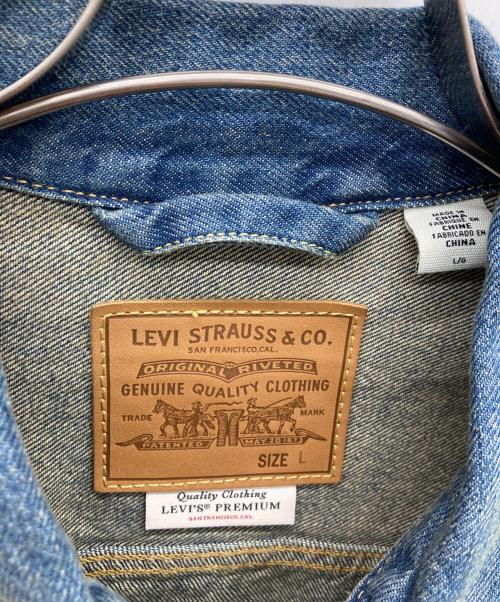 MADE IN
CHINA
FABRIQUÉ EN
CHINE
FABRICADO EN
CHINA
L/G
LEVI STRAUSS & CO.
SAN FRANCISCO, CAL.
ORIGINAL RIVETED
GENUINE QUALITY CLOTHING
TRADE MARK
PATENTED MAY 20 1873
SIZE L
Quality Clothing
LEVI'S® PREMIUM
SAN FRANCISCO, CAL.